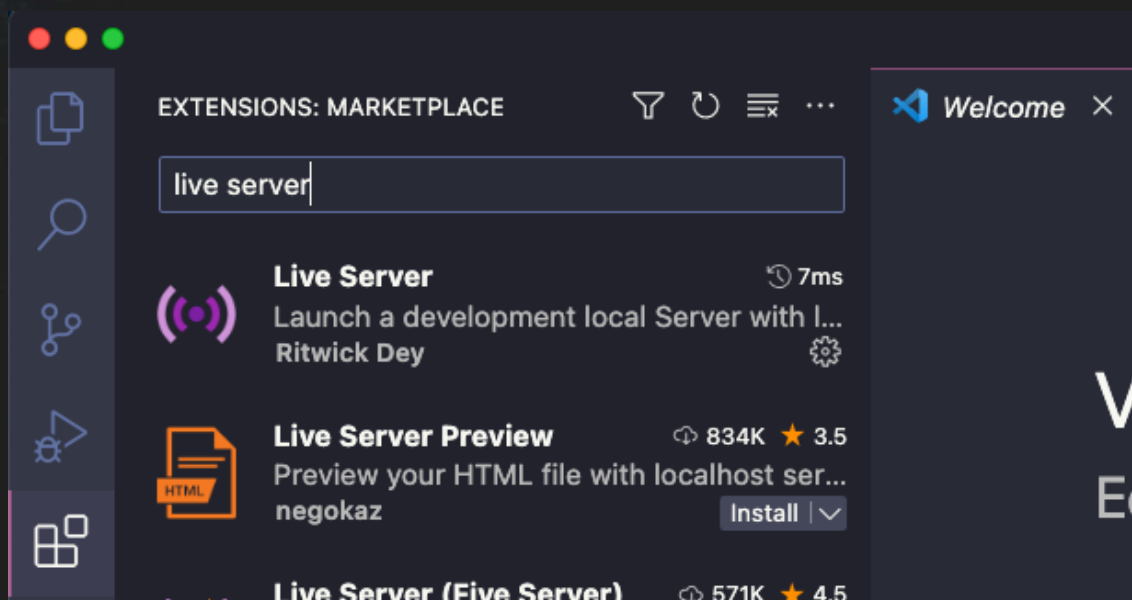 EXTENSIONS: MARKETPLACE
Welcome
live server
Live Server 7ms
Launch a development local Server with l...
Ritwick Dey
Live Server Preview 834K 3.5
Preview your HTML file with localhost ser...
HTML
negokaz
Install
Live Server (Five Server) 571K 4.5